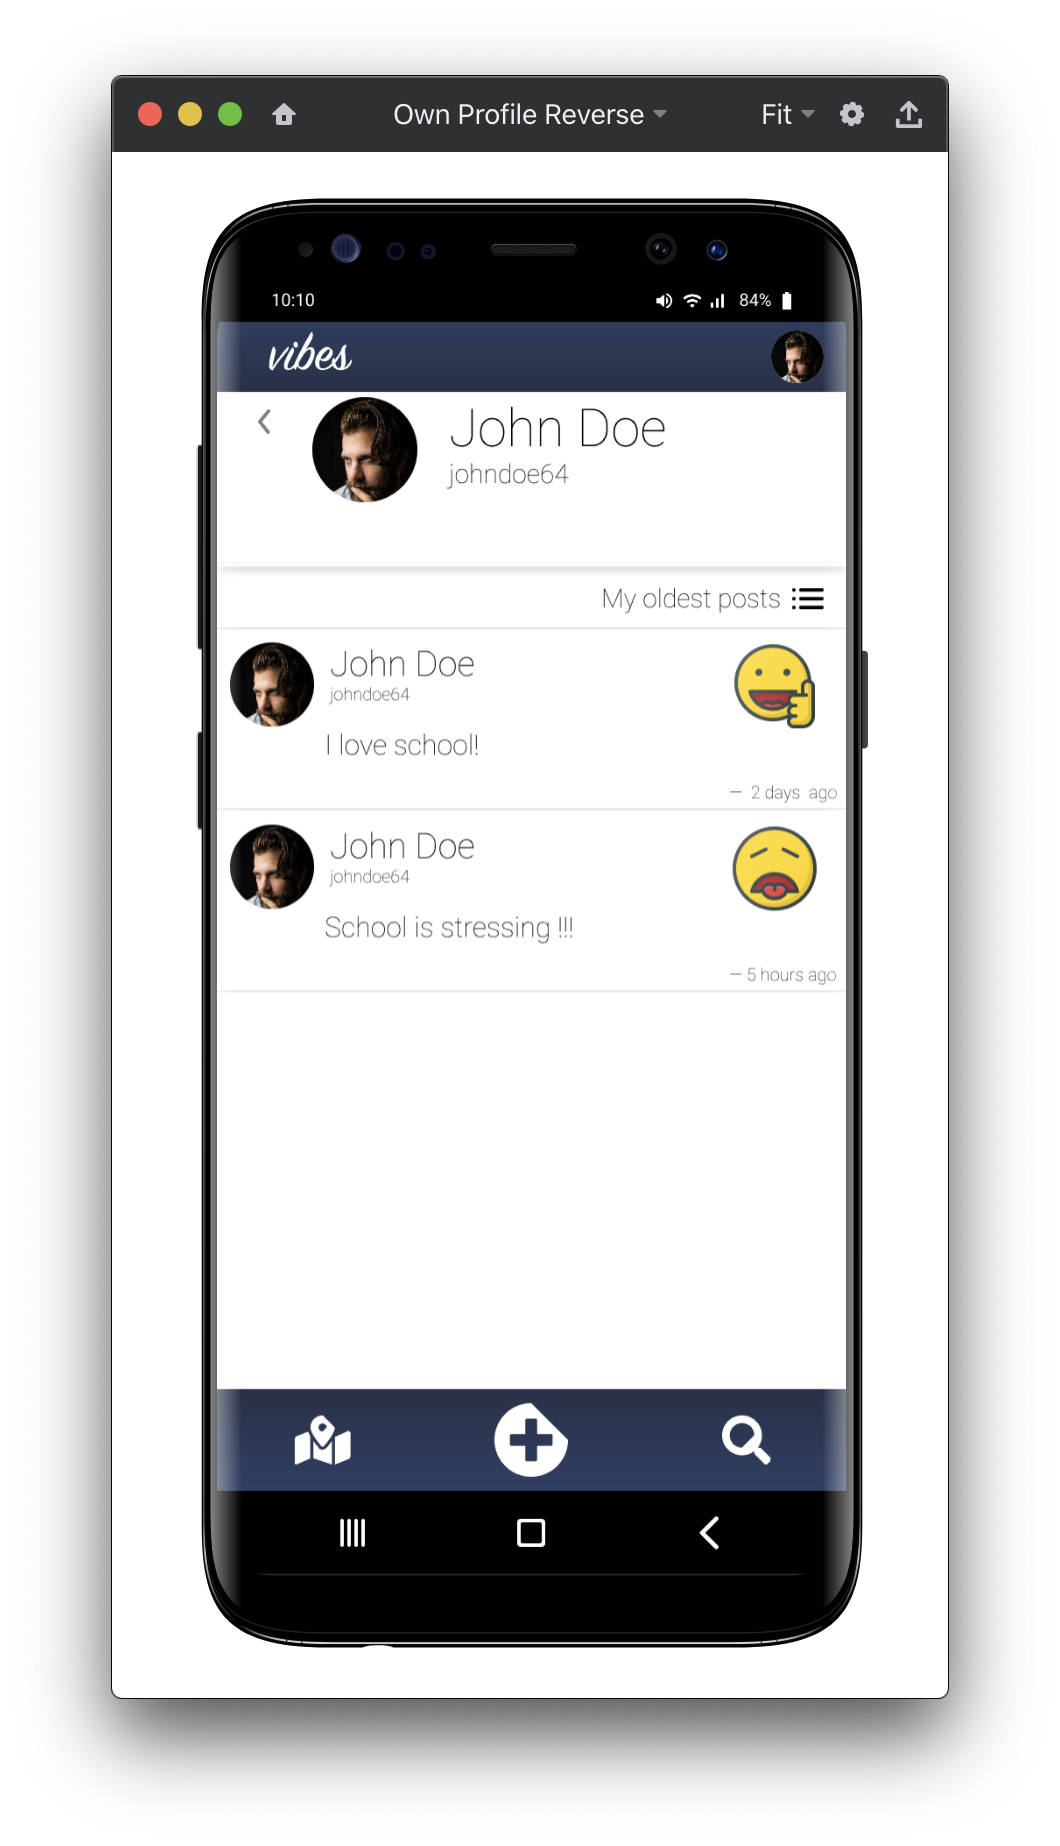 Own Profile Reverse
Fit
10:10
84%
vibes
John Doe
johndoe64
My oldest posts
John Doe
johndoe64
I love school!
— 2 days ago
John Doe
johndoe64
School is stressing !!!
— 5 hours ago